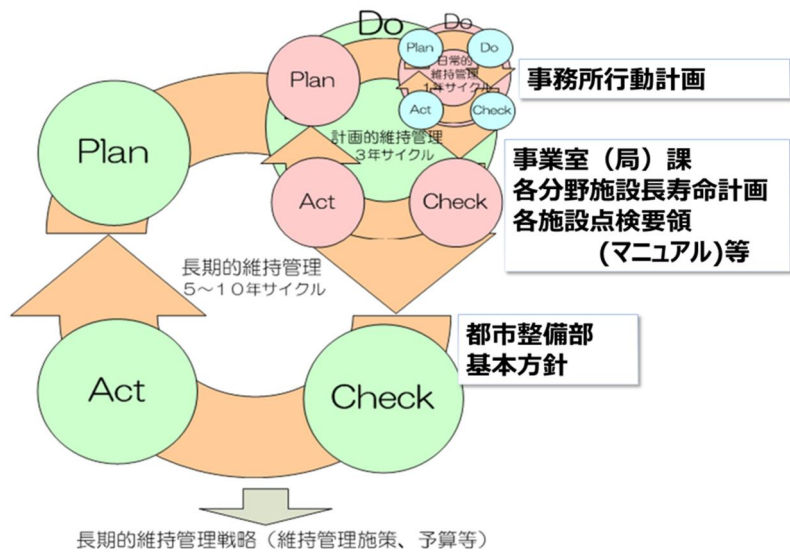 Do
Do
Plan
Do
日常的
維持管理
1年サイクル
Act
Check
事務所行動計画
Plan
計画的維持管理
3年サイクル
Act
Check
事業室（局）課
各分野施設長寿命計画
各施設点検要領
(マニュアル)等
Plan
長期的維持管理
5～10年サイクル
都市整備部
基本方針
Act
Check
長期的維持管理戦略（維持管理施策、予算等）